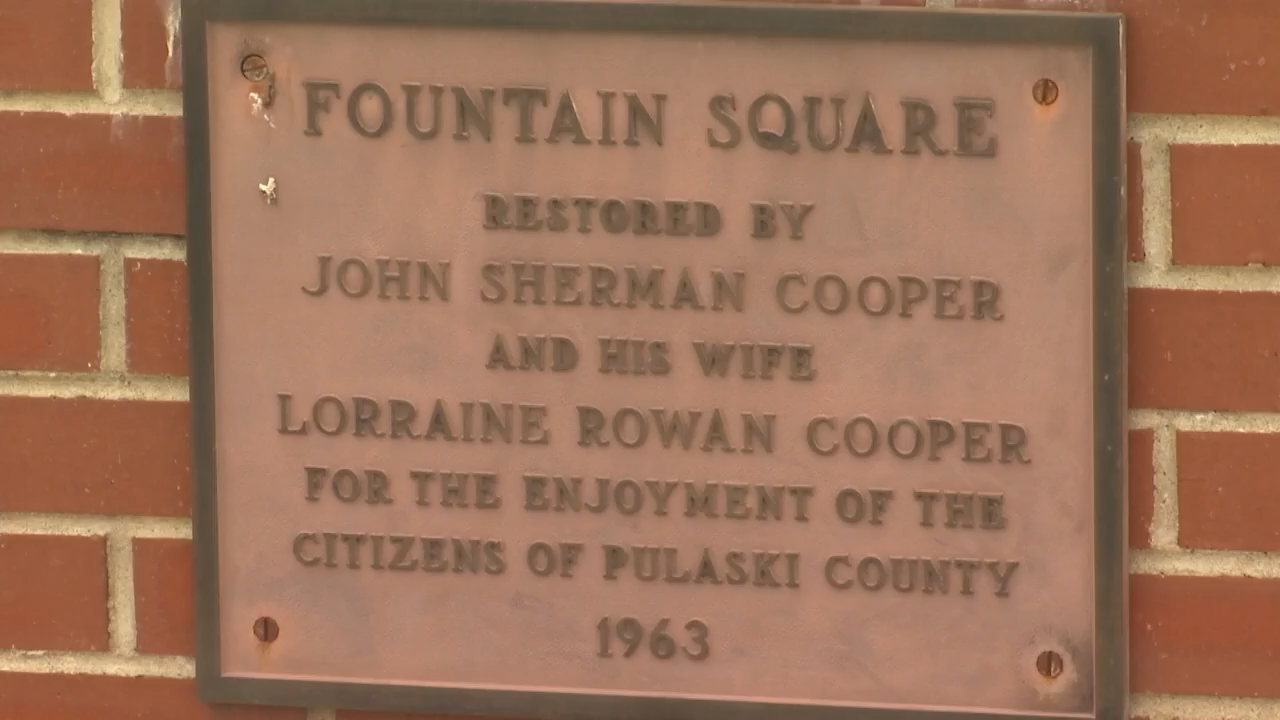 FOUNTAIN SQUARE
RESTORED BY
JOHN SHERMAN COOPER
AND HIS WIFE
LORRAINE ROWAN COOPER
FOR THE ENJOYMENT OF THE
CITIZENS OF PULASKI COUNTY
1963